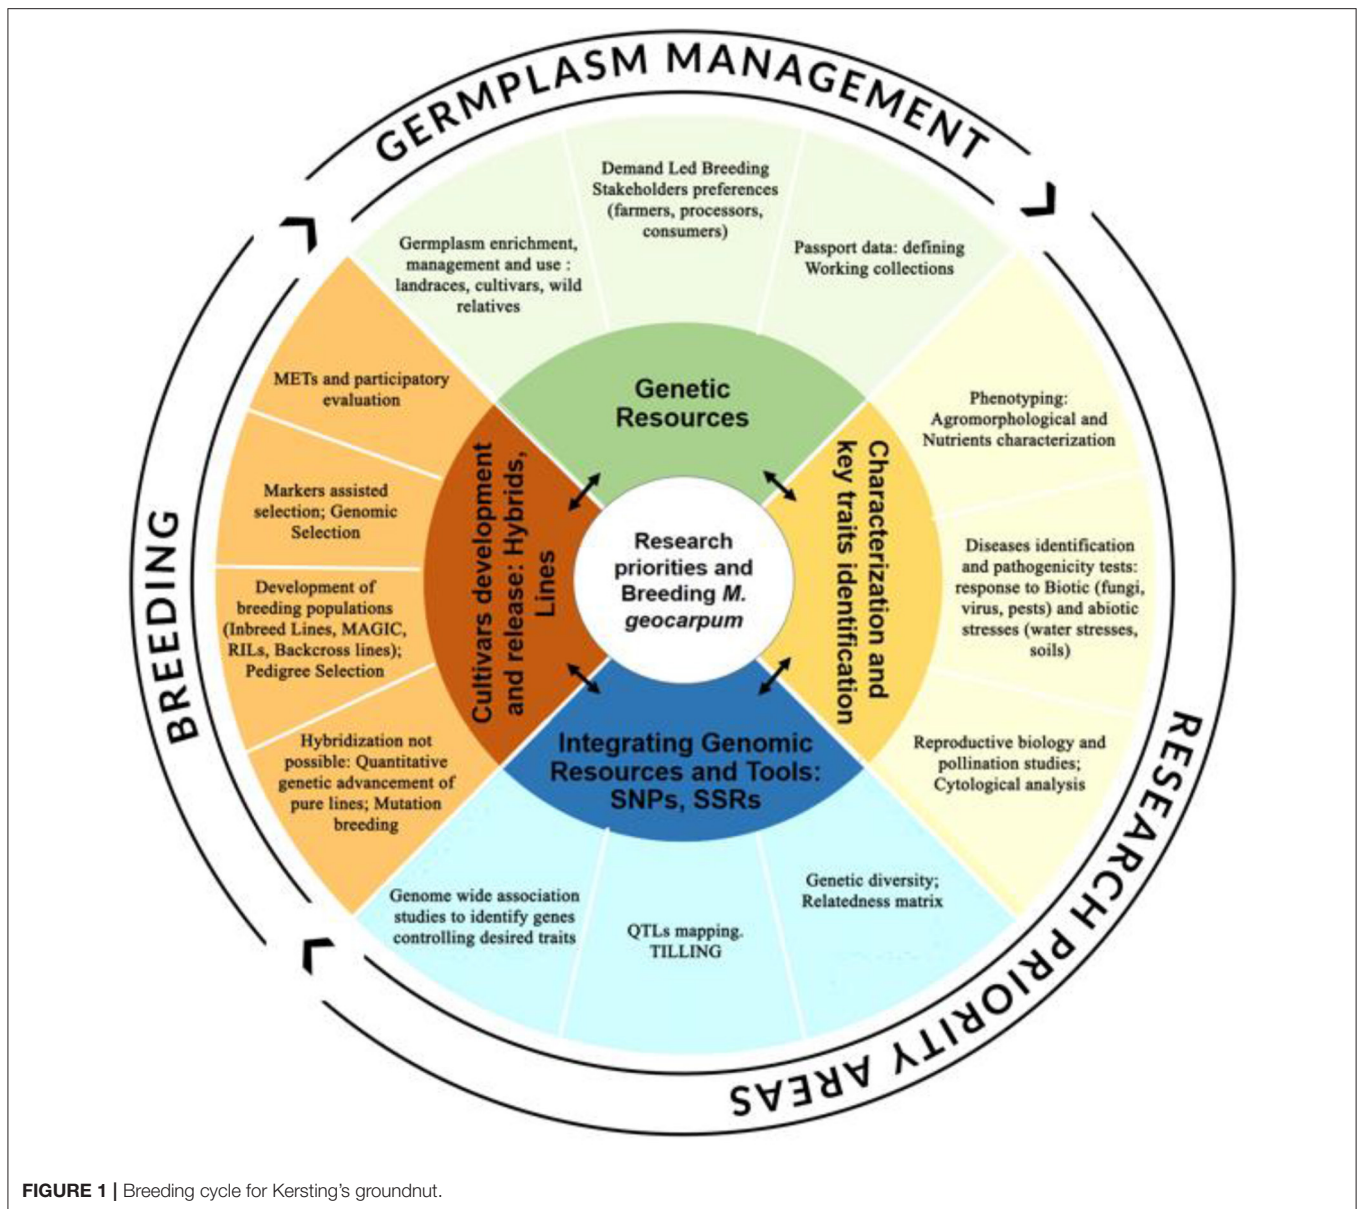 GERMPLASM MANAGEMENT
Demand Led Breeding
Stakeholders preferences
(farmers, processors,
consumers)
Germplasm enrichment,
management and use :
landraces, cultivars, wild
relatives
Passport data: defining
Working collections
Genetic
Resources
METs and participatory
evaluation
Markers assisted
selection; Genomic
Selection
Development of
breeding populations
(Inbreed Lines, MAGIC,
RILs, Backcross lines);
Pedigree Selection
Hybridization not
possible: Quantitative
genetic advancement of
pure lines; Mutation
breeding
BREEDING
Cultivars development
and release: Hybrids,
Lines
Research
priorities and
Breeding M.
geocarpum
Characterization and
key traits identification
Phenotyping:
Agromorphological and
Nutrients characterization
Diseases identification
and pathogenicity tests:
response to Biotic (fungi,
virus, pests) and abiotic
stresses (water stresses,
soils)
Reproductive biology and
pollination studies;
Cytological analysis
RESEARCH PRIORITY AREAS
Integrating Genomic
Resources and Tools:
SNPs, SSRs
Genome wide association
studies to identify genes
controlling desired traits
QTLs mapping.
TILLING
Genetic diversity;
Relatedness matrix
FIGURE 1 | Breeding cycle for Kersting's groundnut.